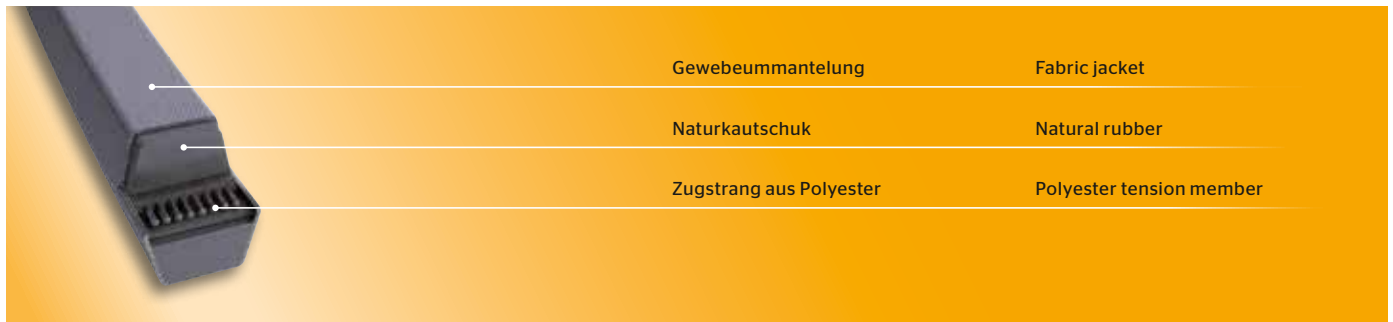 Gewebeummantelung Fabric jacket
Naturkautschuk Natural rubber
Zugstrang aus Polyester Polyester tension member